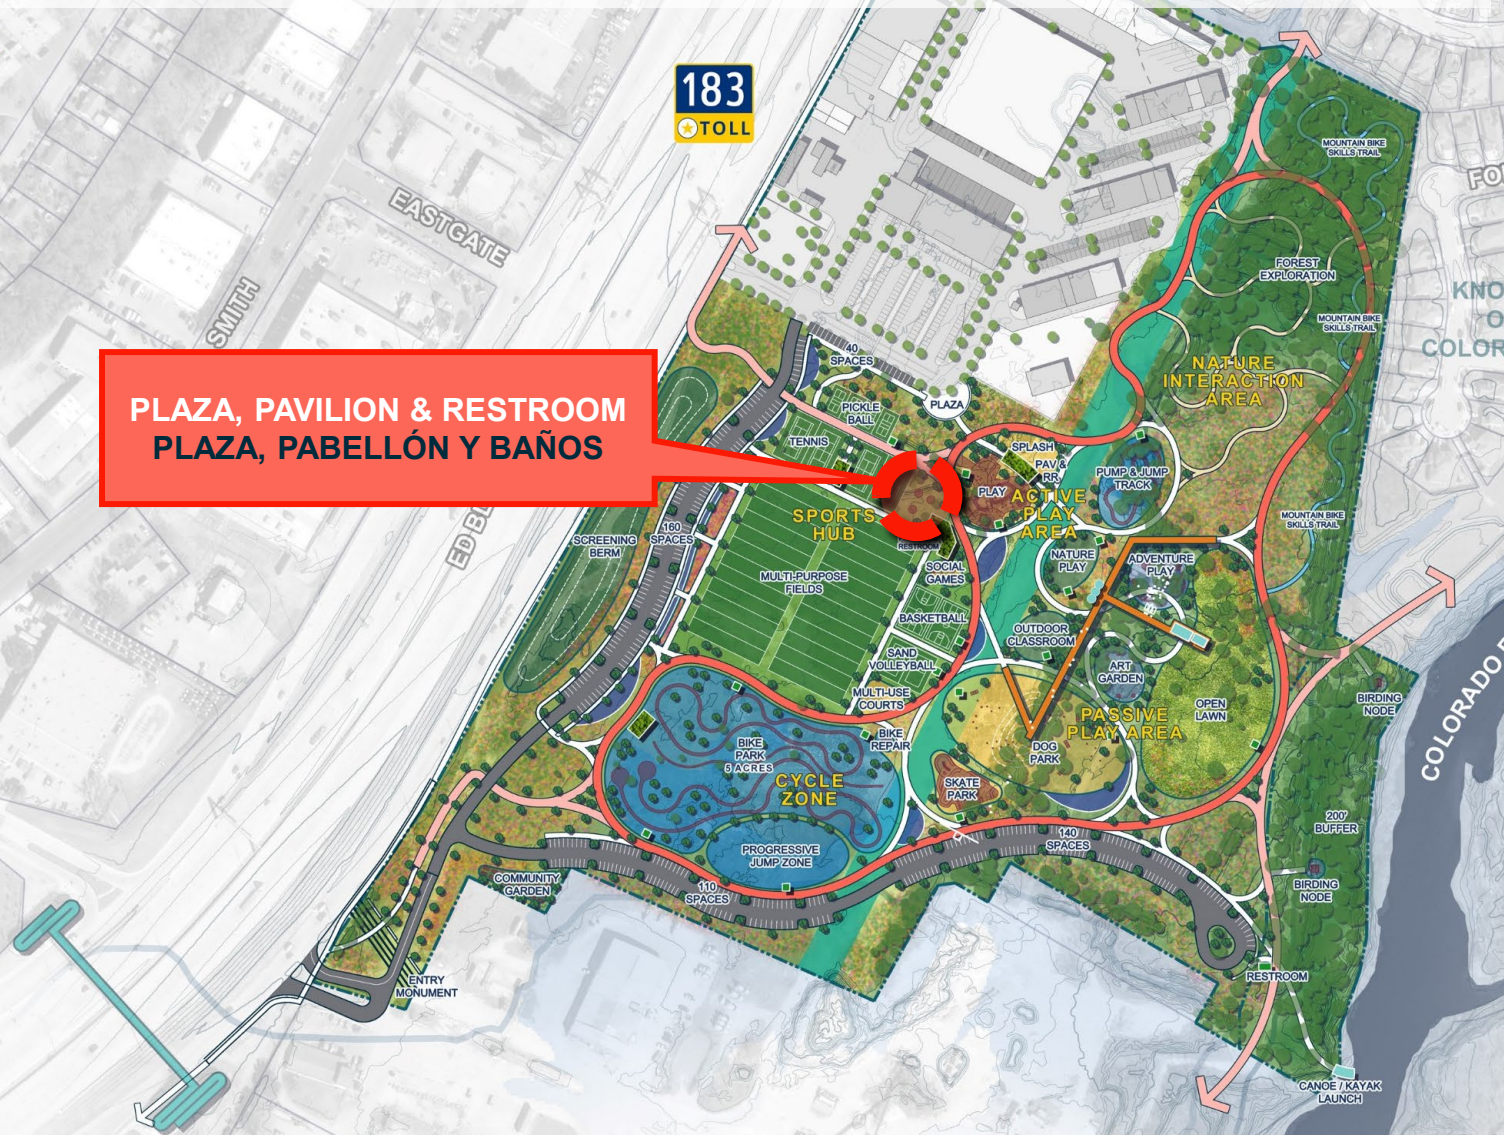 183
TOLL
EASTGATE
SMITH
MOUNTAIN BIKE
SKILLS TRAIL
FOREST
EXPLORATION
MOUNTAIN BIKE
SKILLS TRAIL
NATURE
INTERACTION
AREA
40
SPACES
PLAZA, PAVILION & RESTROOM
PLAZA, PABELLÓN Y BAÑOS
PICKLE
BALL
PLAZA
TENNIS
SPLASH
PAV &
RR
PUMP & JUMP
TRACK
PLAY
ACTIVE
PLAY
AREA
SPORTS
HUB
MOUNTAIN BIKE
SKILLS TRAIL
160
SPACES
SCREENING
BERM
RESTROOM
SOCIAL
GAMES
NATURE
PLAY
ADVENTURE
PLAY
MULTI-PURPOSE
FIELDS
BASKETBALL
OUTDOOR
CLASSROOM
SAND
VOLLEYBALL
ART
GARDEN
MULTI-USE
COURTS
PASSIVE
PLAY AREA
OPEN
LAWN
BIRDING
NODE
COLORADO
BIKE
REPAIR
BIKE
PARK
5 ACRES
DOG
PARK
CYCLE
ZONE
SKATE
PARK
200'
BUFFER
140
SPACES
PROGRESSIVE
JUMP ZONE
COMMUNITY
GARDEN
110
SPACES
BIRDING
NODE
ENTRY
MONUMENT
RESTROOM
CANOE / KAYAK
LAUNCH